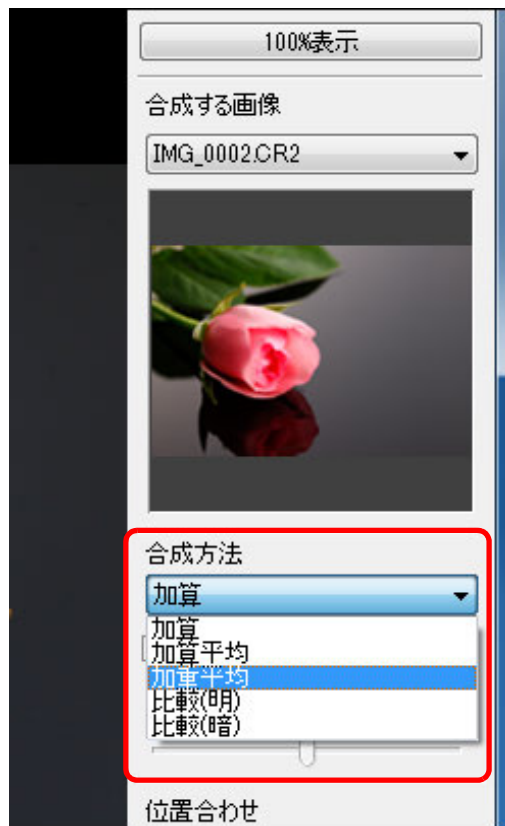 100%表示
合成する画像
IMG_0002.CR2
合成方法
加算
加算
加算平均
加重平均
比較(明)
比較(暗)
位置合わせ